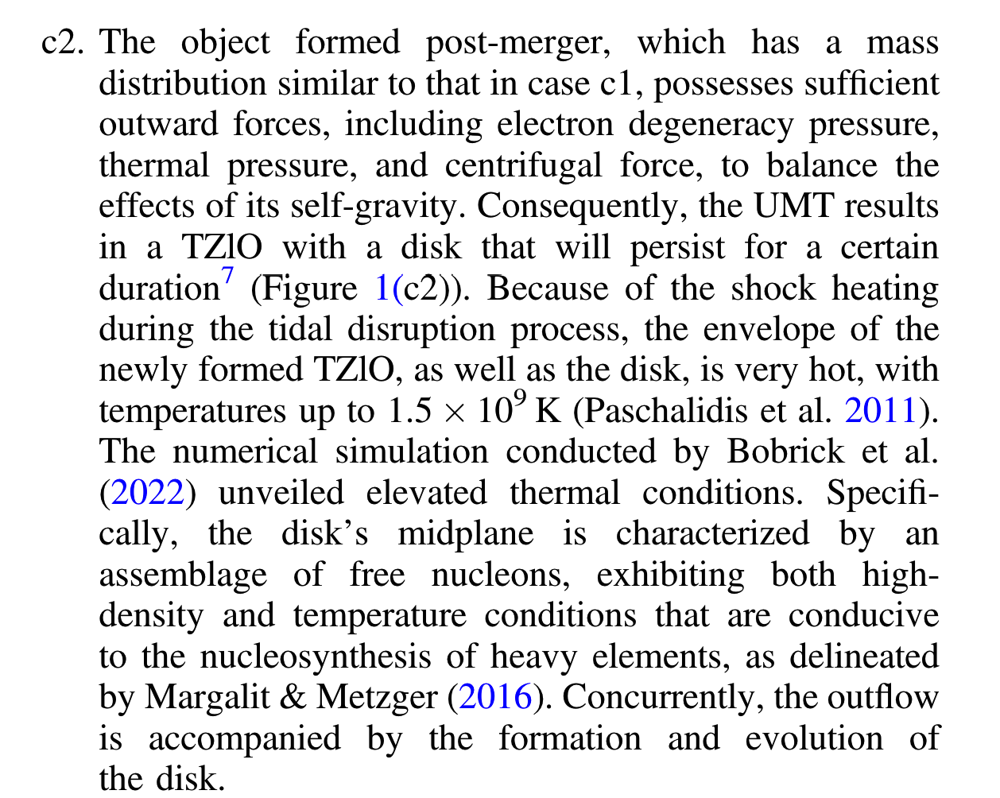 c2. The object formed post-merger, which has a mass
distribution similar to that in case c1, possesses sufficient
outward forces, including electron degeneracy pressure,
thermal pressure, and centrifugal force, to balance the
effects of its self-gravity. Consequently, the UMT results
in a TZlO with a disk that will persist for a certain
duration⁷ (Figure 1(c2)). Because of the shock heating
during the tidal disruption process, the envelope of the
newly formed TZlO, as well as the disk, is very hot, with
temperatures up to 1.5 × 10⁹ K (Paschalidis et al. 2011).
The numerical simulation conducted by Bobrick et al.
(2022) unveiled elevated thermal conditions. Specifi-
cally, the disk’s midplane is characterized by an
assemblage of free nucleons, exhibiting both high-
density and temperature conditions that are conducive
to the nucleosynthesis of heavy elements, as delineated
by Margalit & Metzger (2016). Concurrently, the outflow
is accompanied by the formation and evolution of
the disk.